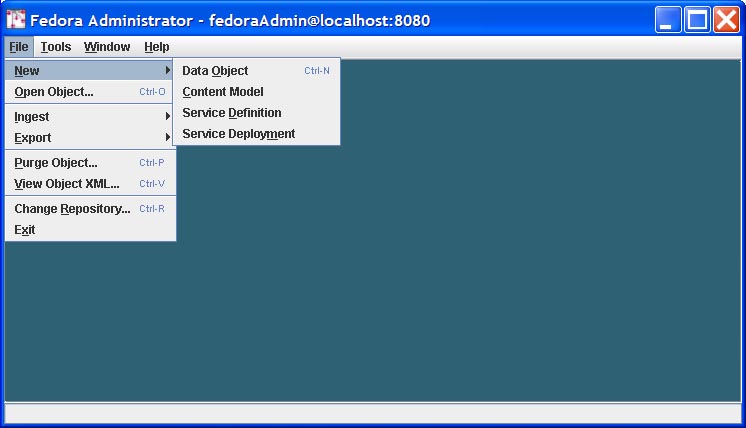 Fedora Administrator - fedoraAdmin@localhost:8080
File Tools Window Help
New
Open Object... Ctrl-O
Ingest
Export
Purge Object... Ctrl-P
View Object XML... Ctrl-V
Change Repository... Ctrl-R
Exit
Data Object Ctrl-N
Content Model
Service Definition
Service Deployment